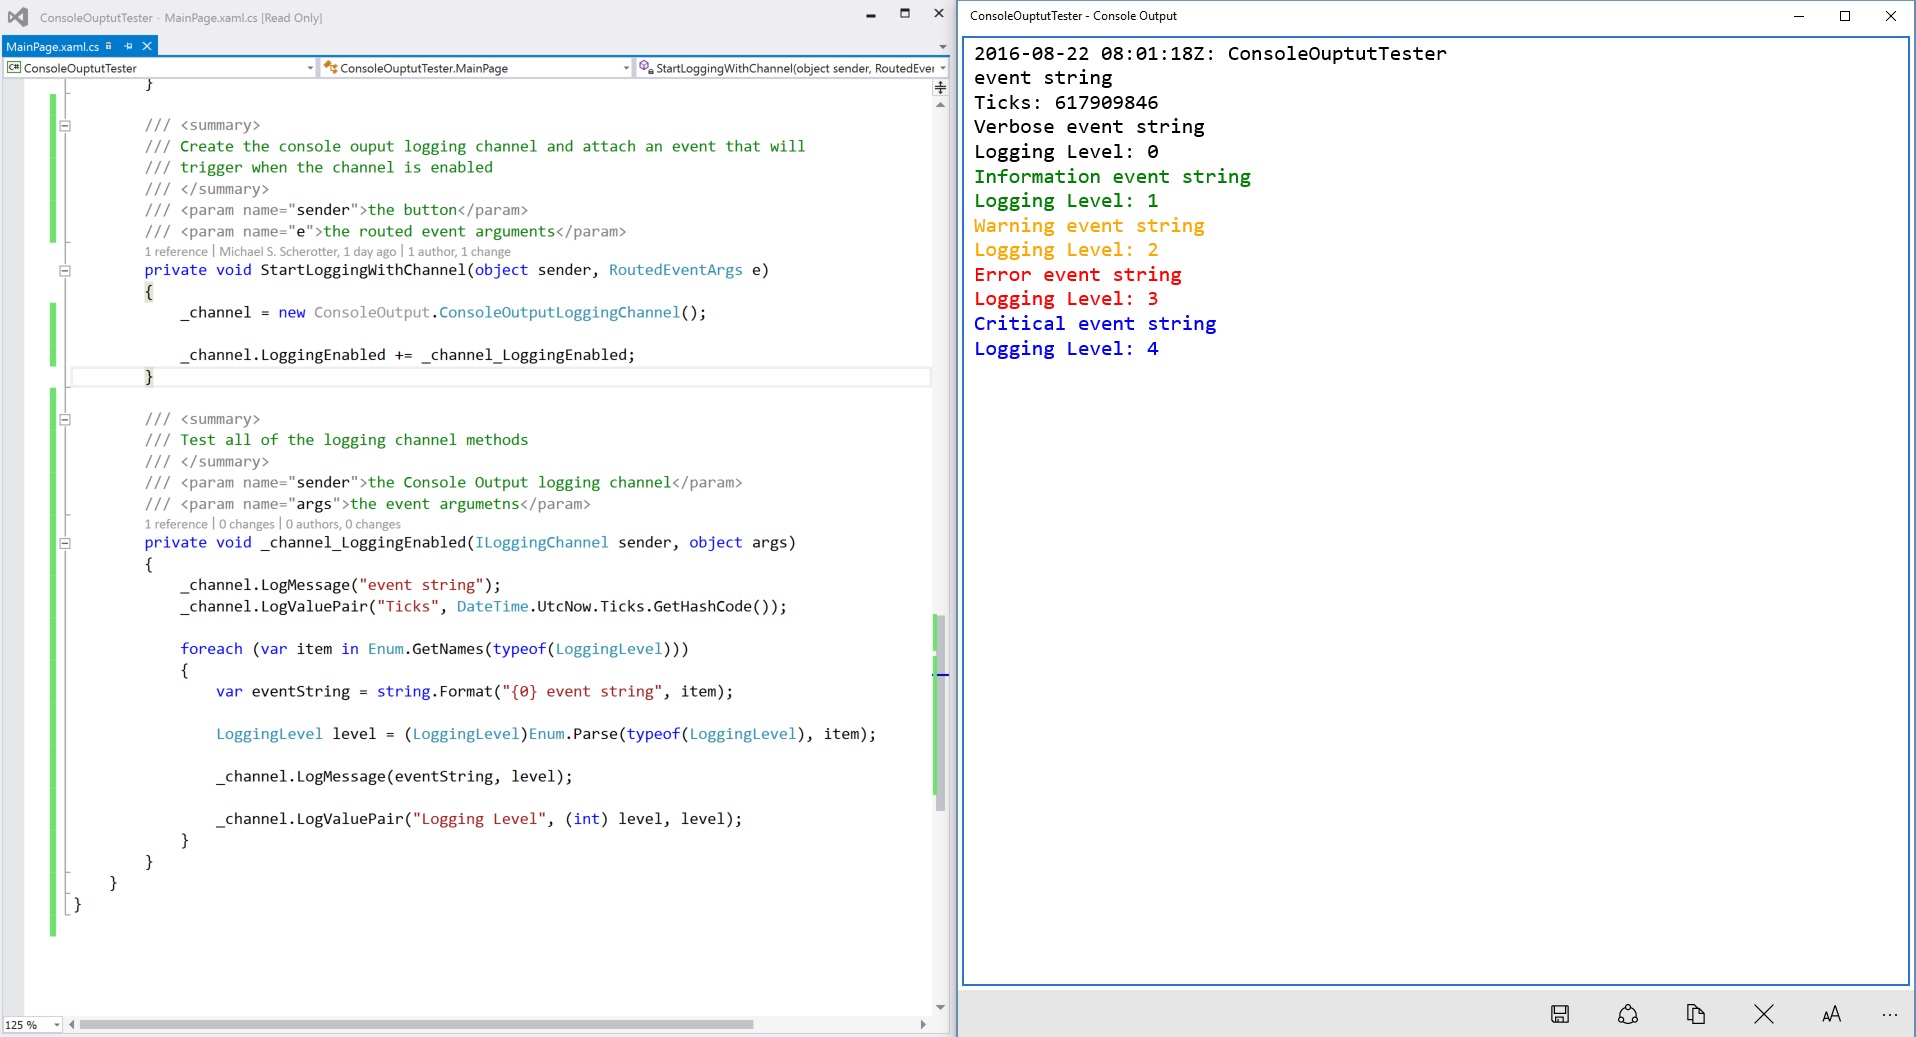 ConsoleOuptutTester - MainPage.xaml.cs [Read Only]
MainPage.xaml.cs
C# ConsoleOuptutTester
ConsoleOuptutTester.MainPage
StartLoggingWithChannel(object sender, RoutedEver
}
/// <summary>
/// Create the console ouput logging channel and attach an event that will
/// trigger when the channel is enabled
/// </summary>
/// <param name="sender">the button</param>
/// <param name="e">the routed event arguments</param>
1 reference | Michael S. Scherotter, 1 day ago | 1 author, 1 change
private void StartLoggingWithChannel(object sender, RoutedEventArgs e)
{
_channel = new ConsoleOutput.ConsoleOutputLoggingChannel();
_channel.LoggingEnabled += _channel_LoggingEnabled;
}
/// <summary>
/// Test all of the logging channel methods
/// </summary>
/// <param name="sender">the Console Output logging channel</param>
/// <param name="args">the event argumetns</param>
1 reference | 0 changes | 0 authors, 0 changes
private void _channel_LoggingEnabled(ILoggingChannel sender, object args)
{
_channel.LogMessage("event string");
_channel.LogValuePair("Ticks", DateTime.UtcNow.Ticks.GetHashCode());
foreach (var item in Enum.GetNames(typeof(LoggingLevel)))
{
var eventString = string.Format("{0} event string", item);
LoggingLevel level = (LoggingLevel)Enum.Parse(typeof(LoggingLevel), item);
_channel.LogMessage(eventString, level);
_channel.LogValuePair("Logging Level", (int) level, level);
}
}
}
}
125 %
ConsoleOuptutTester - Console Output
2016-08-22 08:01:18Z: ConsoleOuptutTester
event string
Ticks: 617909846
Verbose event string
Logging Level: 0
Information event string
Logging Level: 1
Warning event string
Logging Level: 2
Error event string
Logging Level: 3
Critical event string
Logging Level: 4
AA